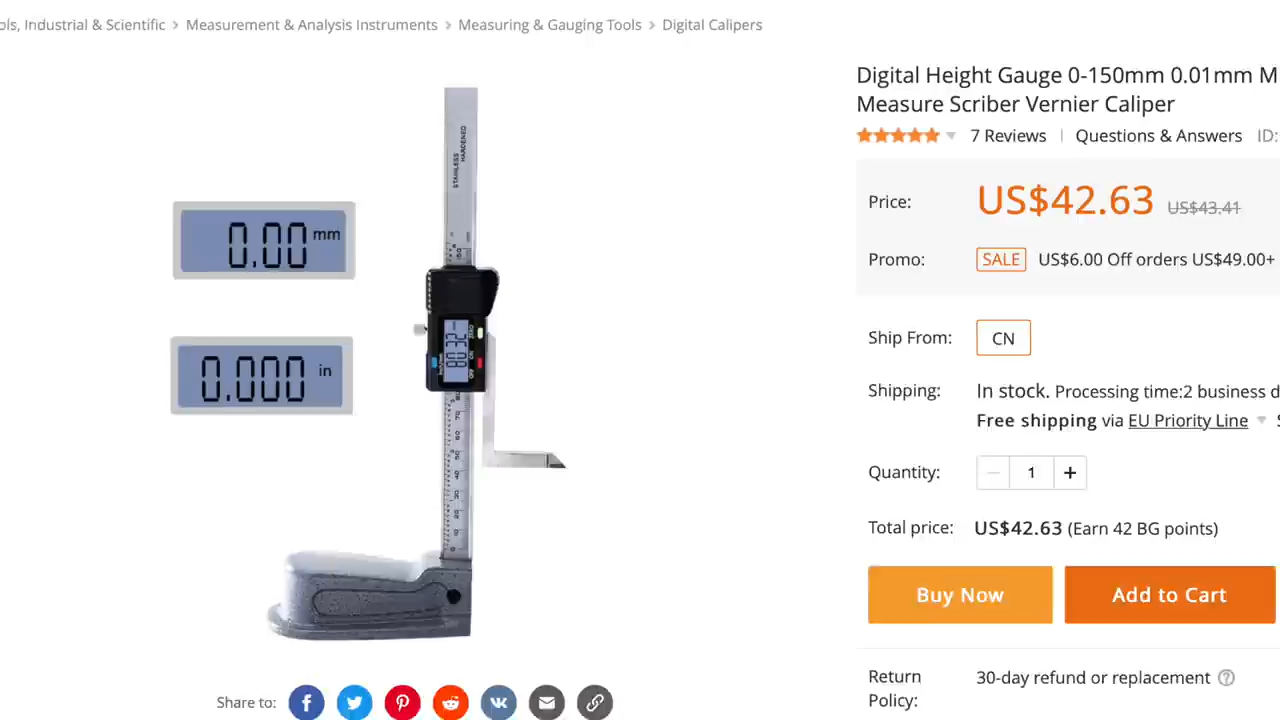 ols, Industrial & Scientific > Measurement & Analysis Instruments > Measuring & Gauging Tools > Digital Calipers
Digital Height Gauge 0-150mm 0.01mm M
Measure Scriber Vernier Caliper
7 Reviews | Questions & Answers ID:
Price: US$42.63 US$43.41
Promo: SALE US$6.00 Off orders US$49.00+
Ship From: CN
Shipping: In stock. Processing time:2 business d
Free shipping via EU Priority Line
Quantity: 1 +
Total price: US$42.63 (Earn 42 BG points)
Buy Now Add to Cart
Return Policy: 30-day refund or replacement
0.00 mm
0.000 in
STAINLESS
HARDENED
Share to: